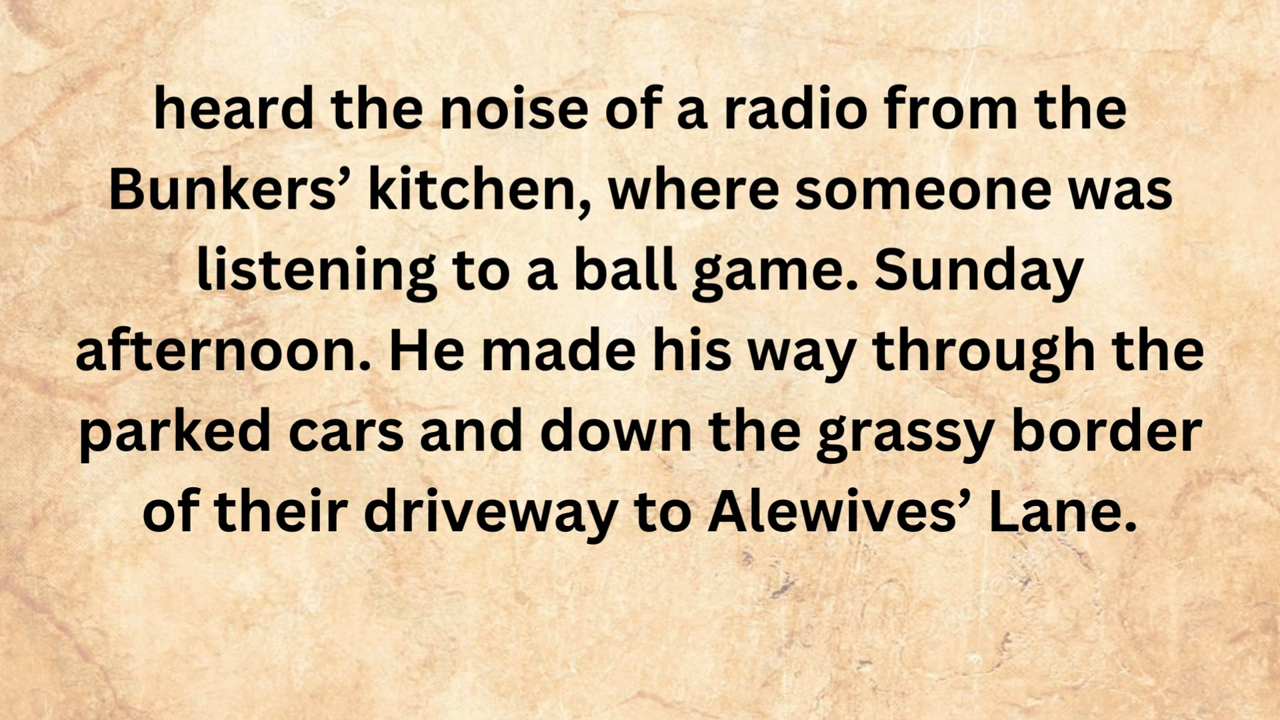 heard the noise of a radio from the
Bunkers’ kitchen, where someone was
listening to a ball game. Sunday
afternoon. He made his way through the
parked cars and down the grassy border
of their driveway to Alewives’ Lane.